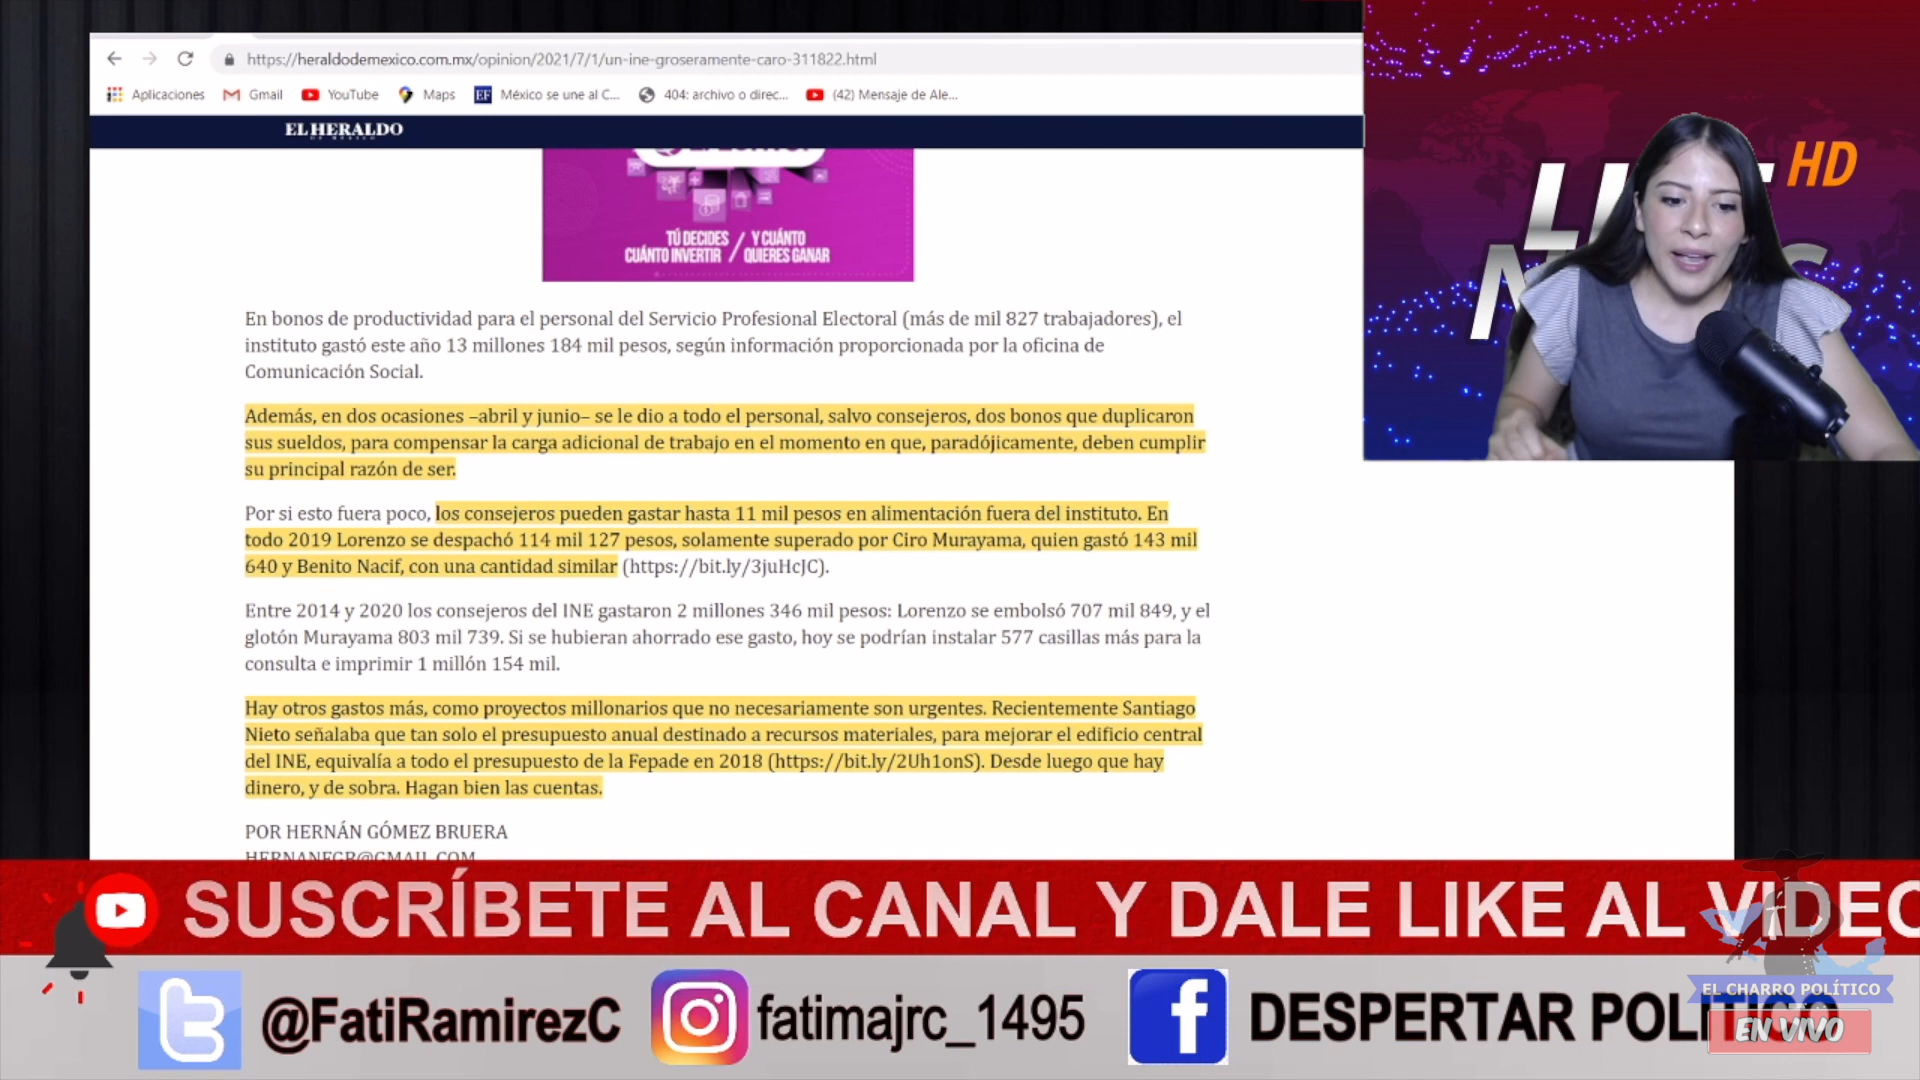 https://heraldodemexico.com.mx/opinion/2021/7/1/un-ine-groseramente-caro-311822.html
Aplicaciones Gmail YouTube Maps EF México se une al C... 404: archivo o direc... (42) Mensaje de Ale...
EL HERALDO
DE MÉXICO
TÚ DECIDES / Y CUÁNTO
CUÁNTO INVERTIR / QUIERES GANAR
HD
En bonos de productividad para el personal del Servicio Profesional Electoral (más de mil 827 trabajadores), el
instituto gastó este año 13 millones 184 mil pesos, según información proporcionada por la oficina de
Comunicación Social.
Además, en dos ocasiones –abril y junio– se le dio a todo el personal, salvo consejeros, dos bonos que duplicaron
sus sueldos, para compensar la carga adicional de trabajo en el momento en que, paradójicamente, deben cumplir
su principal razón de ser.
Por si esto fuera poco, los consejeros pueden gastar hasta 11 mil pesos en alimentación fuera del instituto. En
todo 2019 Lorenzo se despachó 114 mil 127 pesos, solamente superado por Ciro Murayama, quien gastó 143 mil
640 y Benito Nacif, con una cantidad similar (https://bit.ly/3juHcJC).
Entre 2014 y 2020 los consejeros del INE gastaron 2 millones 346 mil pesos: Lorenzo se embolsó 707 mil 849, y el
glotón Murayama 803 mil 739. Si se hubieran ahorrado ese gasto, hoy se podrían instalar 577 casillas más para la
consulta e imprimir 1 millón 154 mil.
Hay otros gastos más, como proyectos millonarios que no necesariamente son urgentes. Recientemente Santiago
Nieto señalaba que tan solo el presupuesto anual destinado a recursos materiales, para mejorar el edificio central
del INE, equivalía a todo el presupuesto de la Fepade en 2018 (https://bit.ly/2Uh1onS). Desde luego que hay
dinero, y de sobra. Hagan bien las cuentas.
POR HERNÁN GÓMEZ BRUERA
HERNANFGB@GMAIL.COM
SUSCRÍBETE AL CANAL Y DALE LIKE AL VIDEO
@FatiRamirezC fatimajrc_1495 DESPERTAR POLÍTICO
EL CHARRO POLÍTICO
EN VIVO